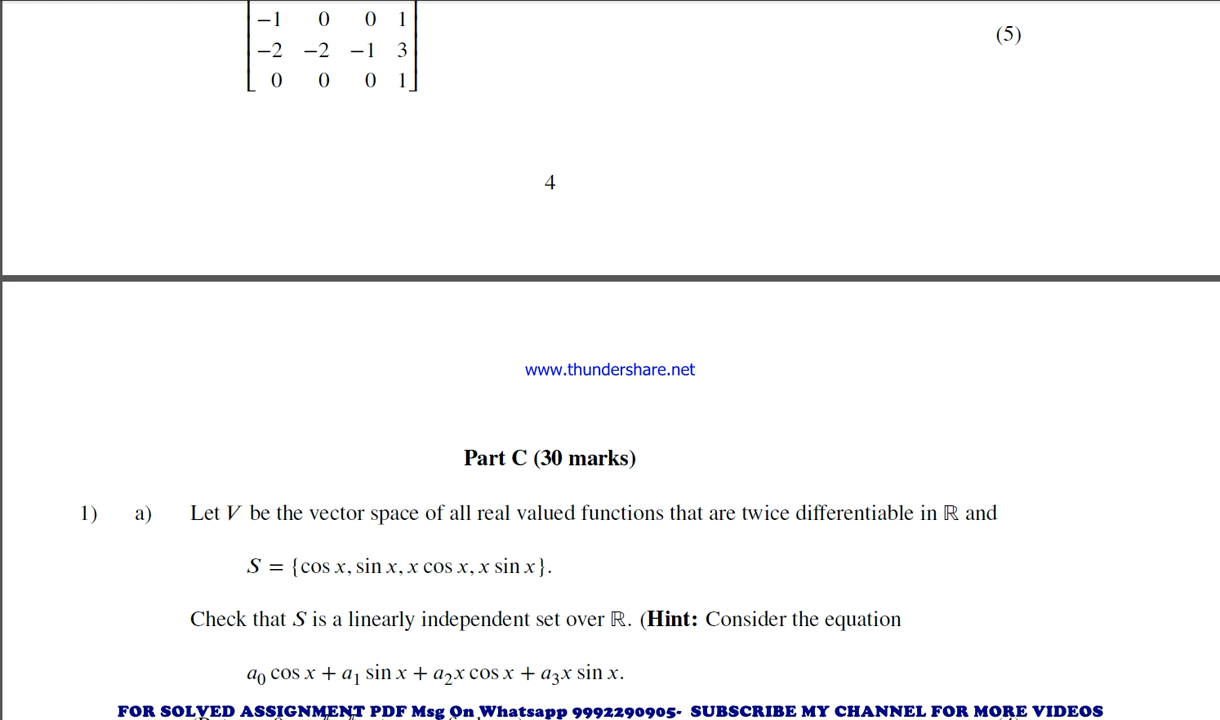 −1 0 0 1
−2 −2 −1 3
(5)
0 0 0 1
4
www.thundershare.net
Part C (30 marks)
1) a) Let V be the vector space of all real valued functions that are twice differentiable in ℝ and
S = {cos x, sin x, x cos x, x sin x}.
Check that S is a linearly independent set over ℝ. (Hint: Consider the equation
a₀ cos x + a₁ sin x + a₂x cos x + a₃x sin x.
FOR SOLVED ASSIGNMENT PDF Msg On Whatsapp 9992290905- SUBSCRIBE MY CHANNEL FOR MORE VIDEOS